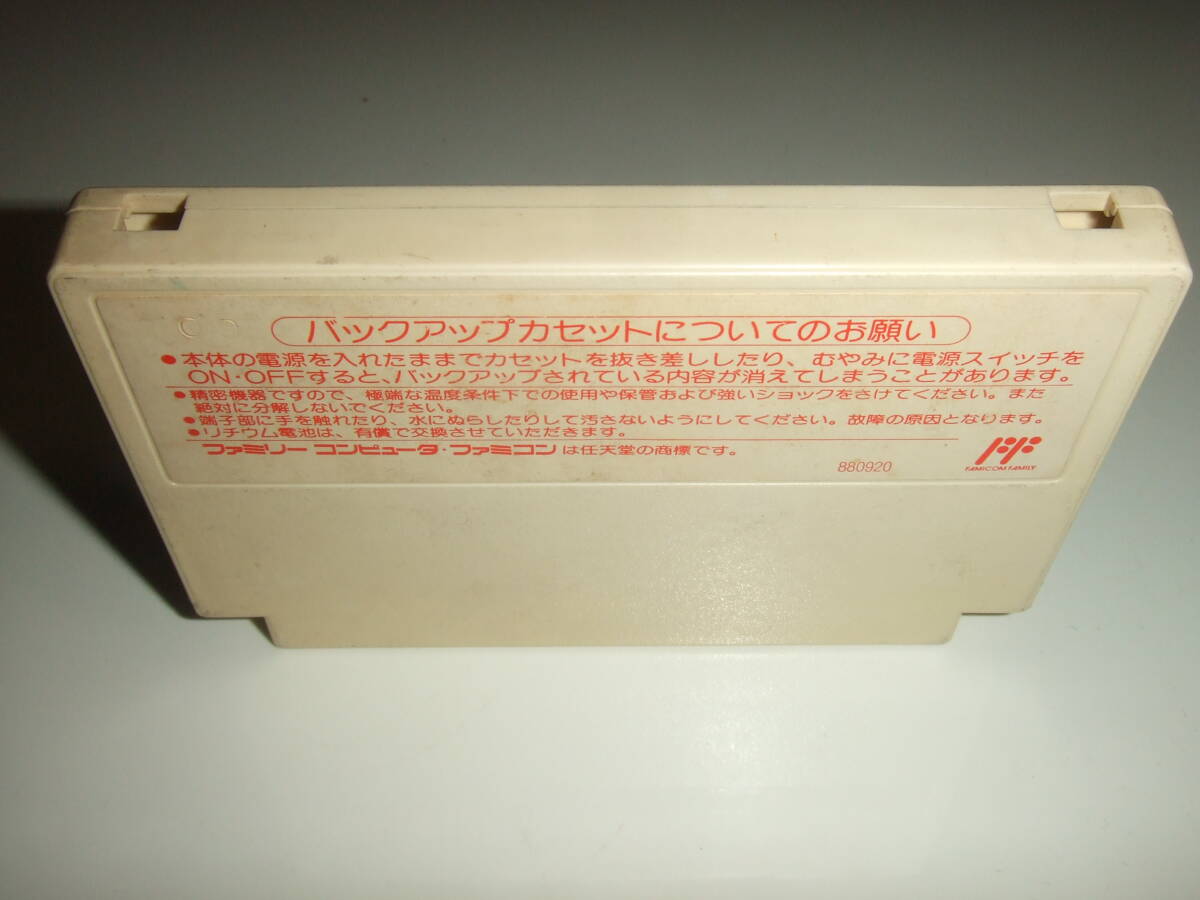 バックアップカセットについてのお願い
●本体の電源を入れたままでカセットを抜き差ししたり、むやみに電源スイッチを
ON・OFFすると、バックアップされている内容が消えてしまうことがあります。
●精密機器ですので、極端な温度条件下での使用や保管および強いショックをさけてください。また
絶対に分解しないでください。
●端子部に手を触れたり、水にぬらしたりして汚さないようにしてください。故障の原因となります。
●リチウム電池は、有償で交換させていただきます。
ファミリーコンピュータ・ファミコンは任天堂の商標です。
880920
FAMICOM FAMILY